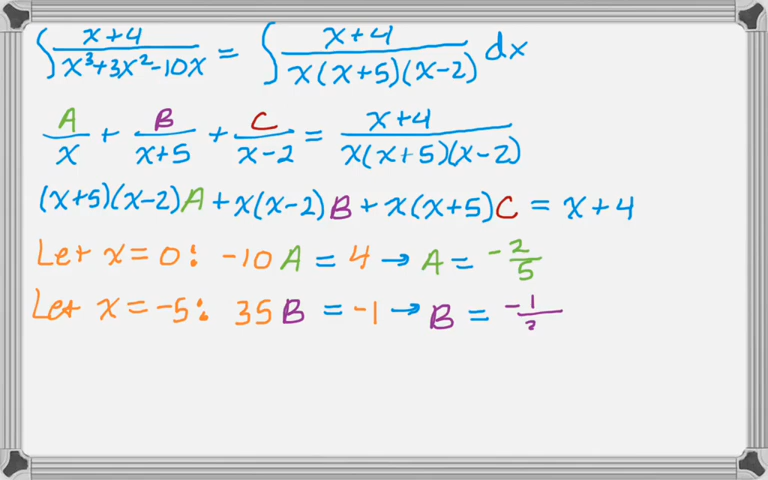 ∫ x+4 / x³+3x²-10x = ∫ x+4 / x(x+5)(x-2) dx
A/x + B/x+5 + C/x-2 = x+4 / x(x+5)(x-2)
(x+5)(x-2)A + x(x-2)B + x(x+5)C = x+4
Let x = 0: -10A = 4 → A = -2/5
Let x = -5: 35B = -1 → B = -1/